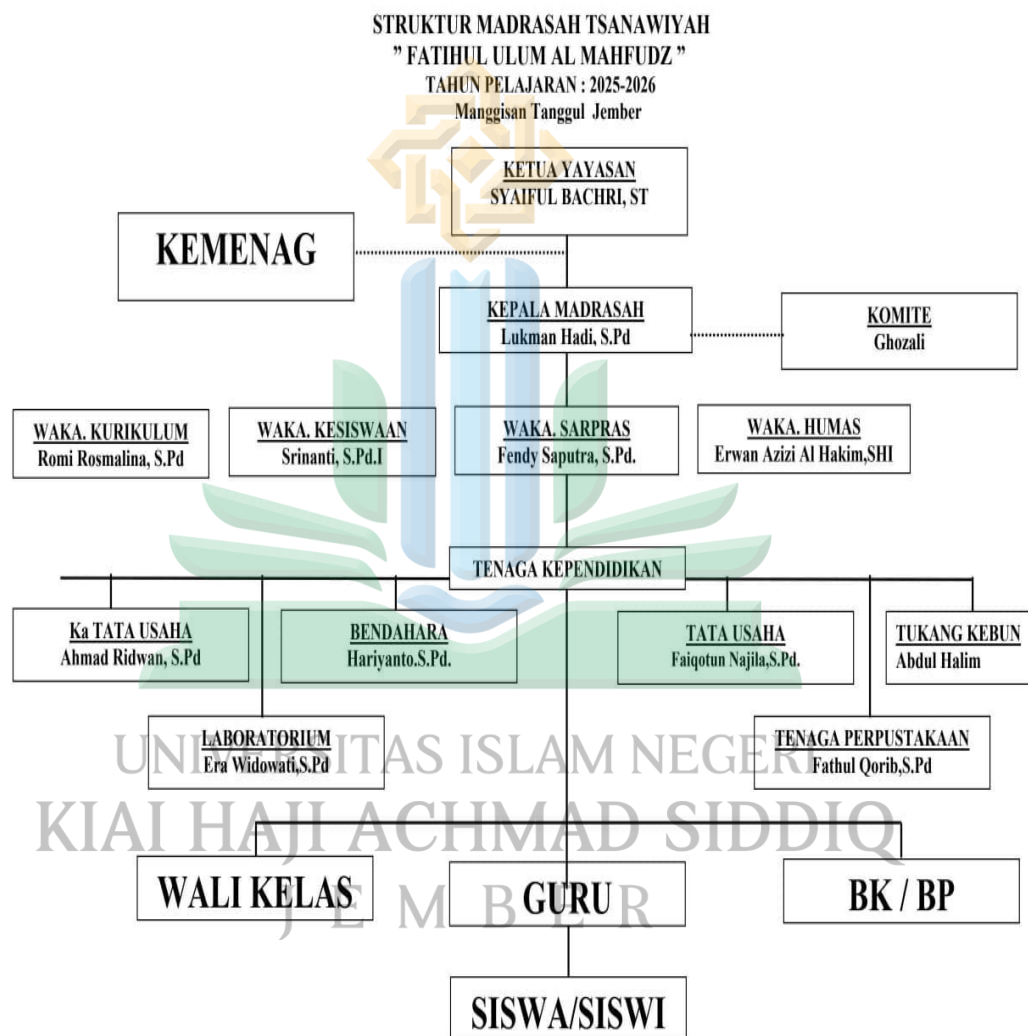 STRUKTUR MADRASAH TSANAWIYAH
” FATIHUL ULUM AL MAHFUDZ ”
TAHUN PELAJARAN : 2025-2026
Manggisan Tanggul Jember
KETUA YAYASAN
SYAIFUL BACHRI, ST
KEMENAG
KEPALA MADRASAH
Lukman Hadi, S.Pd
KOMITE
Ghozali
WAKA. KURIKULUM
Romi Rosmalina, S.Pd
WAKA. KESISWAAN
Srinanti, S.Pd.I
WAKA. SARPRAS
Fendy Saputra, S.Pd.
WAKA. HUMAS
Erwan Azizi Al Hakim,SHI
TENAGA KEPENDIDIKAN
Ka TATA USAHA
Ahmad Ridwan, S.Pd
BENDAHARA
Hariyanto.S.Pd.
TATA USAHA
Faiqotun Najila,S.Pd.
TUKANG KEBUN
Abdul Halim
LABORATORIUM
Era Widowati,S.Pd
TENAGA PERPUSTAKAAN
Fathul Qorib,S.Pd
UNIVERSITAS ISLAM NEGERI
KIAI HAJI ACHMAD SIDDIQ
JEMBER
WALI KELAS
GURU
BK / BP
SISWA/SISWI